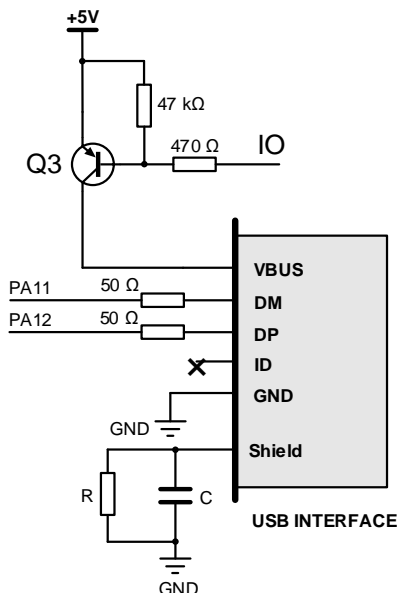 +5V
47 kΩ
470 Ω
IO
Q3
VBUS
PA11
50 Ω
DM
PA12
50 Ω
DP
ID
GND
GND
Shield
R
C
USB INTERFACE
GND